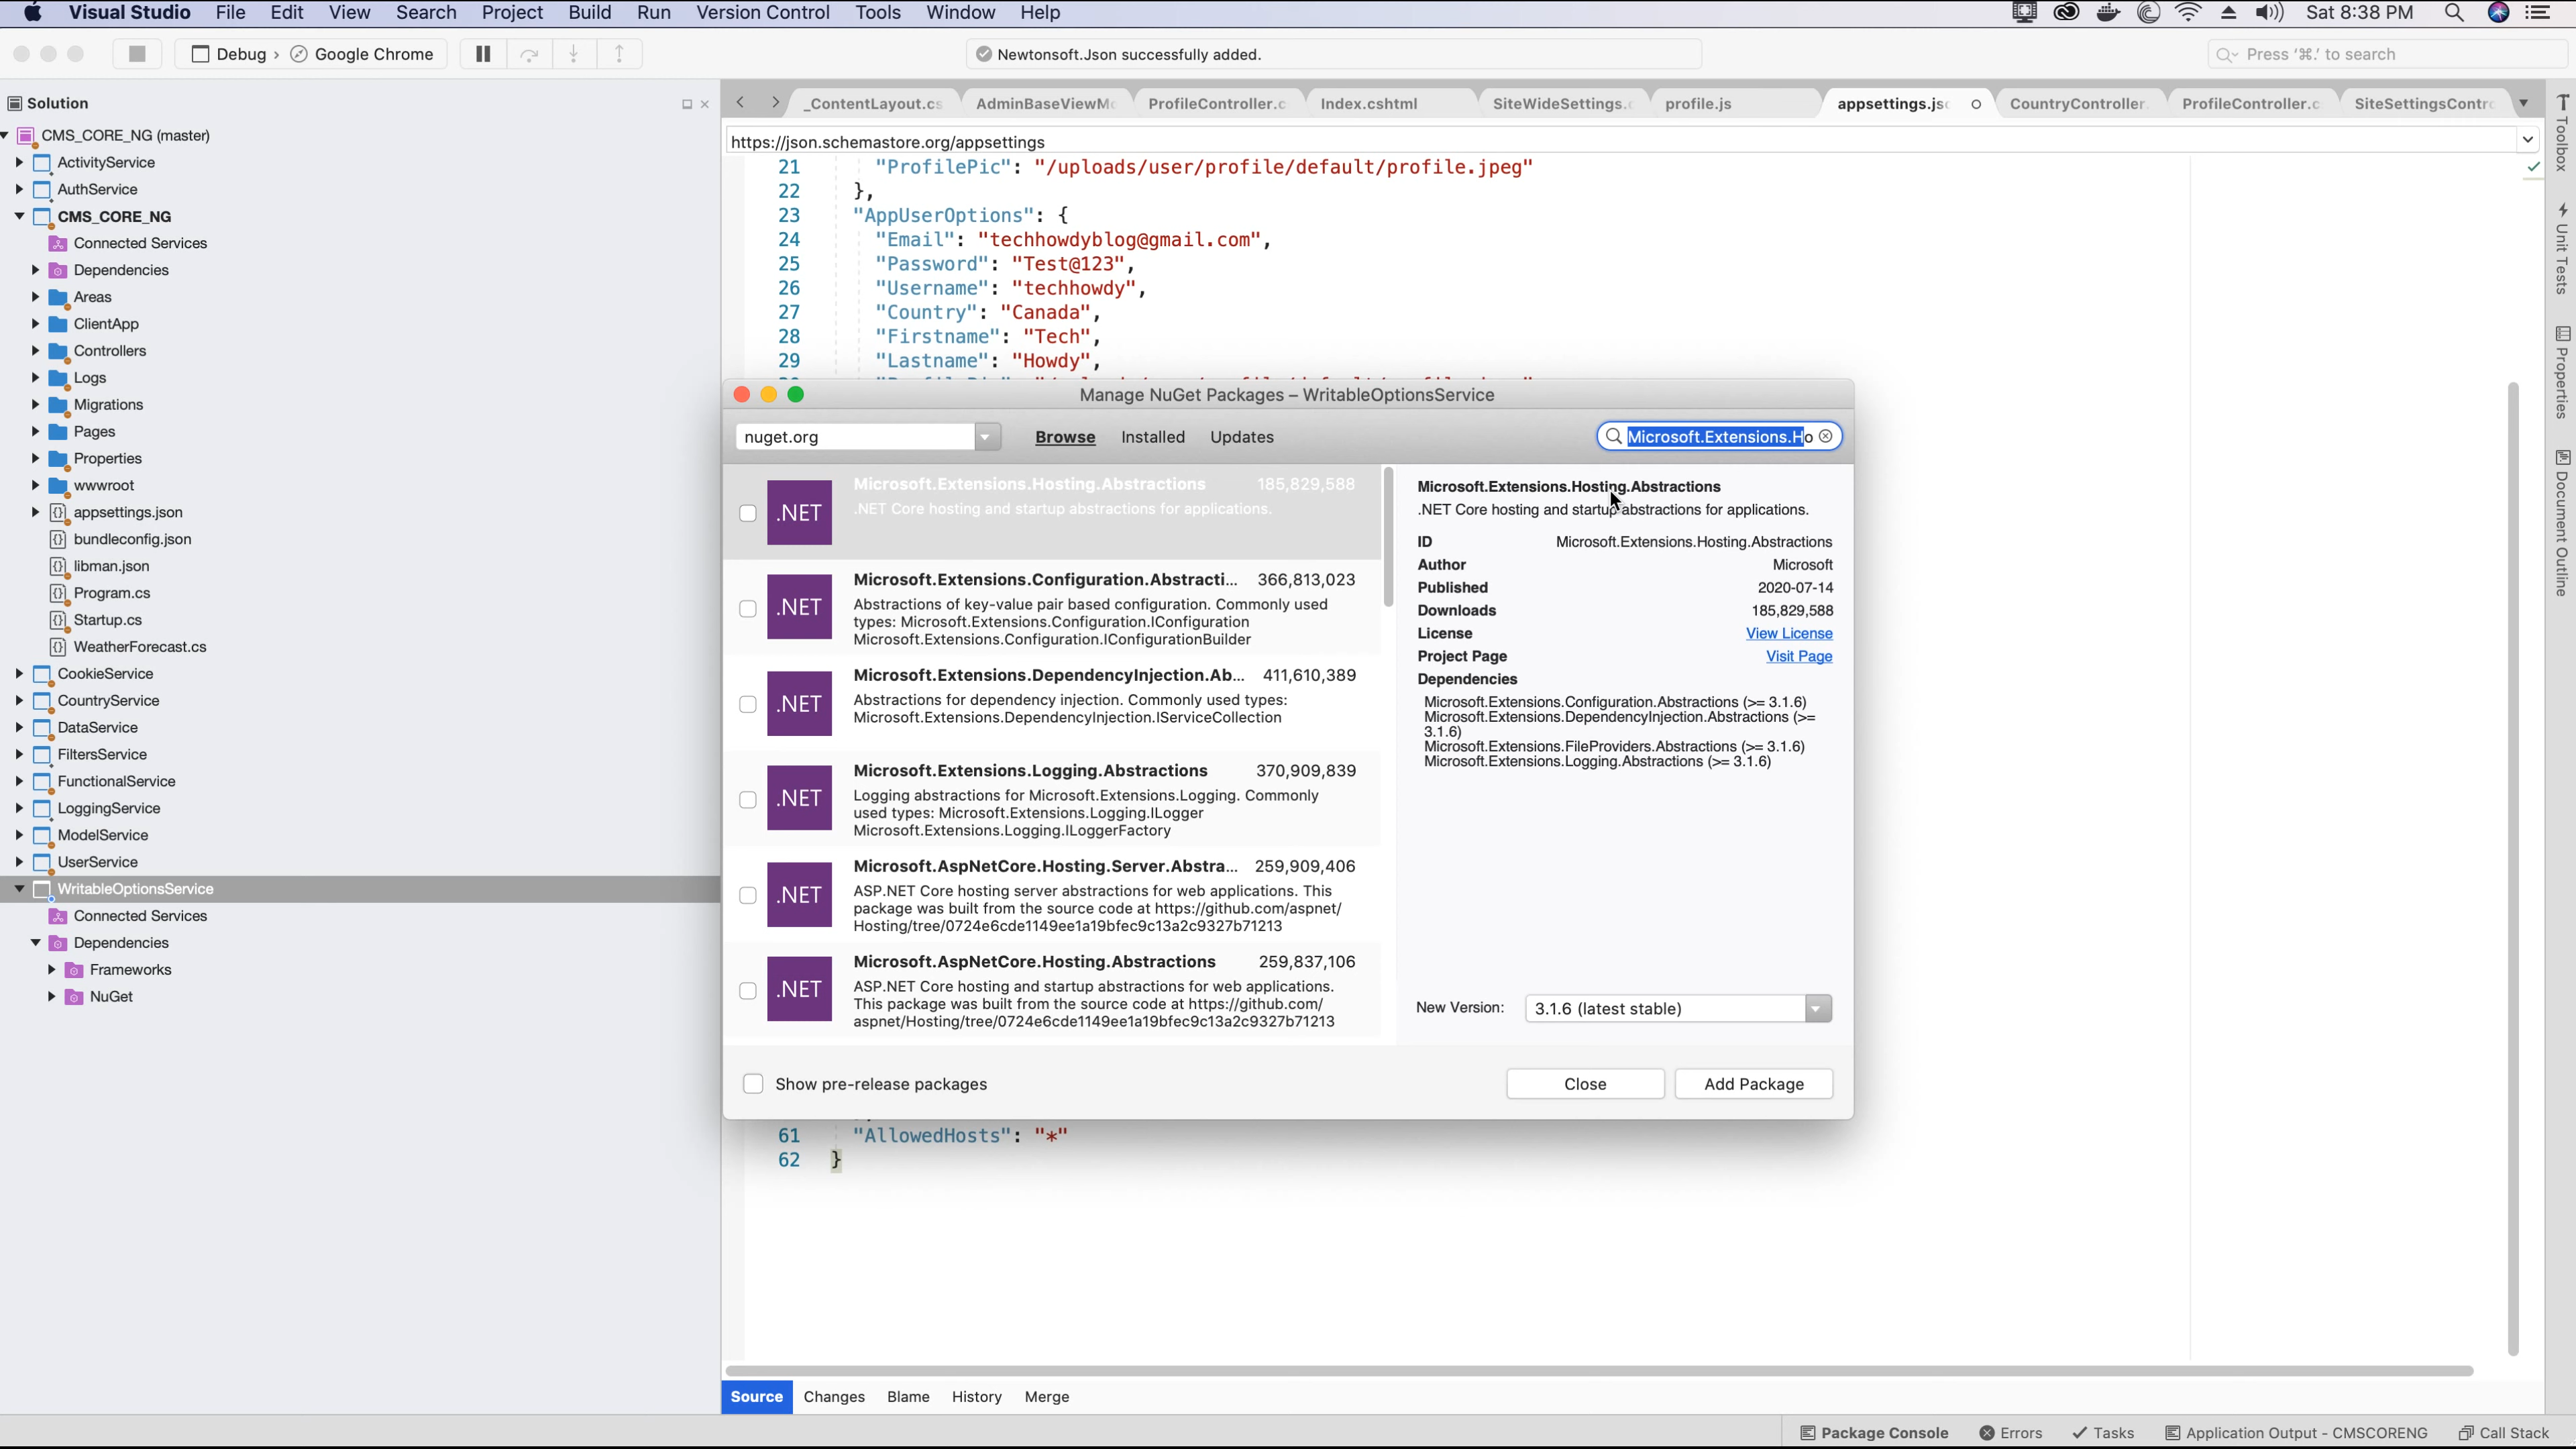 Visual Studio File Edit View Search Project Build Run Version Control Tools Window Help Sat 8:38 PM
Debug › Google Chrome
Newtonsoft.Json successfully added.
Press '⌘.' to search
Solution
_ContentLayout.cs AdminBaseViewMo ProfileController.c Index.cshtml SiteWideSettings.c profile.js appsettings.jso CountryController. ProfileController.c SiteSettingsContro
https://json.schemastore.org/appsettings
CMS_CORE_NG (master)
ActivityService
AuthService
CMS_CORE_NG
Connected Services
Dependencies
Areas
ClientApp
Controllers
Logs
Migrations
Pages
Properties
wwwroot
appsettings.json
bundleconfig.json
libman.json
Program.cs
Startup.cs
WeatherForecast.cs
CookieService
CountryService
DataService
FiltersService
FunctionalService
LoggingService
ModelService
UserService
WritableOptionsService
Connected Services
Dependencies
Frameworks
NuGet
21 "ProfilePic": "/uploads/user/profile/default/profile.jpeg"
22 },
23 "AppUserOptions": {
24 "Email": "techhowdyblog@gmail.com",
25 "Password": "Test@123",
26 "Username": "techhowdy",
27 "Country": "Canada",
28 "Firstname": "Tech",
29 "Lastname": "Howdy",
Manage NuGet Packages – WritableOptionsService
nuget.org
Browse Installed Updates
Microsoft.Extensions.Ho
.NET
Microsoft.Extensions.Hosting.Abstractions 185,829,588
.NET Core hosting and startup abstractions for applications.
.NET
Microsoft.Extensions.Configuration.Abstracti... 366,813,023
Abstractions of key-value pair based configuration. Commonly used
types: Microsoft.Extensions.Configuration.IConfiguration
Microsoft.Extensions.Configuration.IConfigurationBuilder
.NET
Microsoft.Extensions.DependencyInjection.Ab... 411,610,389
Abstractions for dependency injection. Commonly used types:
Microsoft.Extensions.DependencyInjection.IServiceCollection
.NET
Microsoft.Extensions.Logging.Abstractions 370,909,839
Logging abstractions for Microsoft.Extensions.Logging. Commonly
used types: Microsoft.Extensions.Logging.ILogger
Microsoft.Extensions.Logging.ILoggerFactory
.NET
Microsoft.AspNetCore.Hosting.Server.Abstra... 259,909,406
ASP.NET Core hosting server abstractions for web applications. This
package was built from the source code at https://github.com/aspnet/
Hosting/tree/0724e6cde1149ee1a19bfec9c13a2c9327b71213
.NET
Microsoft.AspNetCore.Hosting.Abstractions 259,837,106
ASP.NET Core hosting and startup abstractions for web applications.
This package was built from the source code at https://github.com/
aspnet/Hosting/tree/0724e6cde1149ee1a19bfec9c13a2c9327b71213
Microsoft.Extensions.Hosting.Abstractions
.NET Core hosting and startup abstractions for applications.
ID Microsoft.Extensions.Hosting.Abstractions
Author Microsoft
Published 2020-07-14
Downloads 185,829,588
License View License
Project Page Visit Page
Dependencies
Microsoft.Extensions.Configuration.Abstractions (>= 3.1.6)
Microsoft.Extensions.DependencyInjection.Abstractions (>=
3.1.6)
Microsoft.Extensions.FileProviders.Abstractions (>= 3.1.6)
Microsoft.Extensions.Logging.Abstractions (>= 3.1.6)
New Version: 3.1.6 (latest stable)
Show pre-release packages
Close Add Package
61 "AllowedHosts": "*"
62 }
Source Changes Blame History Merge
Toolbox
Unit Tests
Properties
Document Outline
Package Console Errors Tasks Application Output - CMSCORENG Call Stack